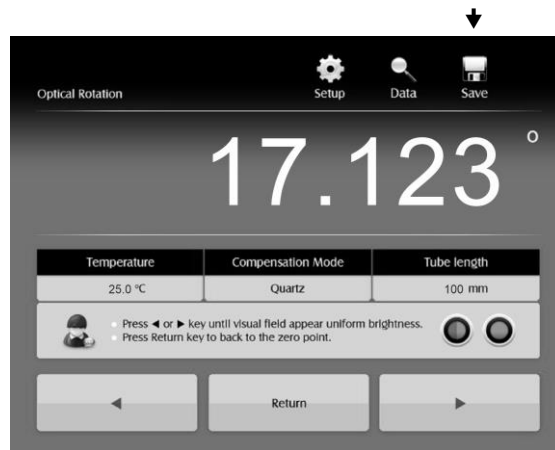 Optical Rotation
Setup
Data
Save
17.123 °
Temperature
Compensation Mode
Tube length
25.0 °C
Quartz
100 mm
Press ◄ or ► key until visual field appear uniform brightness.
Press Return key to back to the zero point.
◄
Return
►